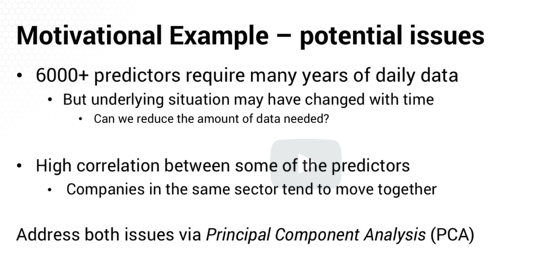 Motivational Example – potential issues
• 6000+ predictors require many years of daily data
• But underlying situation may have changed with time
• Can we reduce the amount of data needed?
• High correlation between some of the predictors
• Companies in the same sector tend to move together
Address both issues via Principal Component Analysis (PCA)